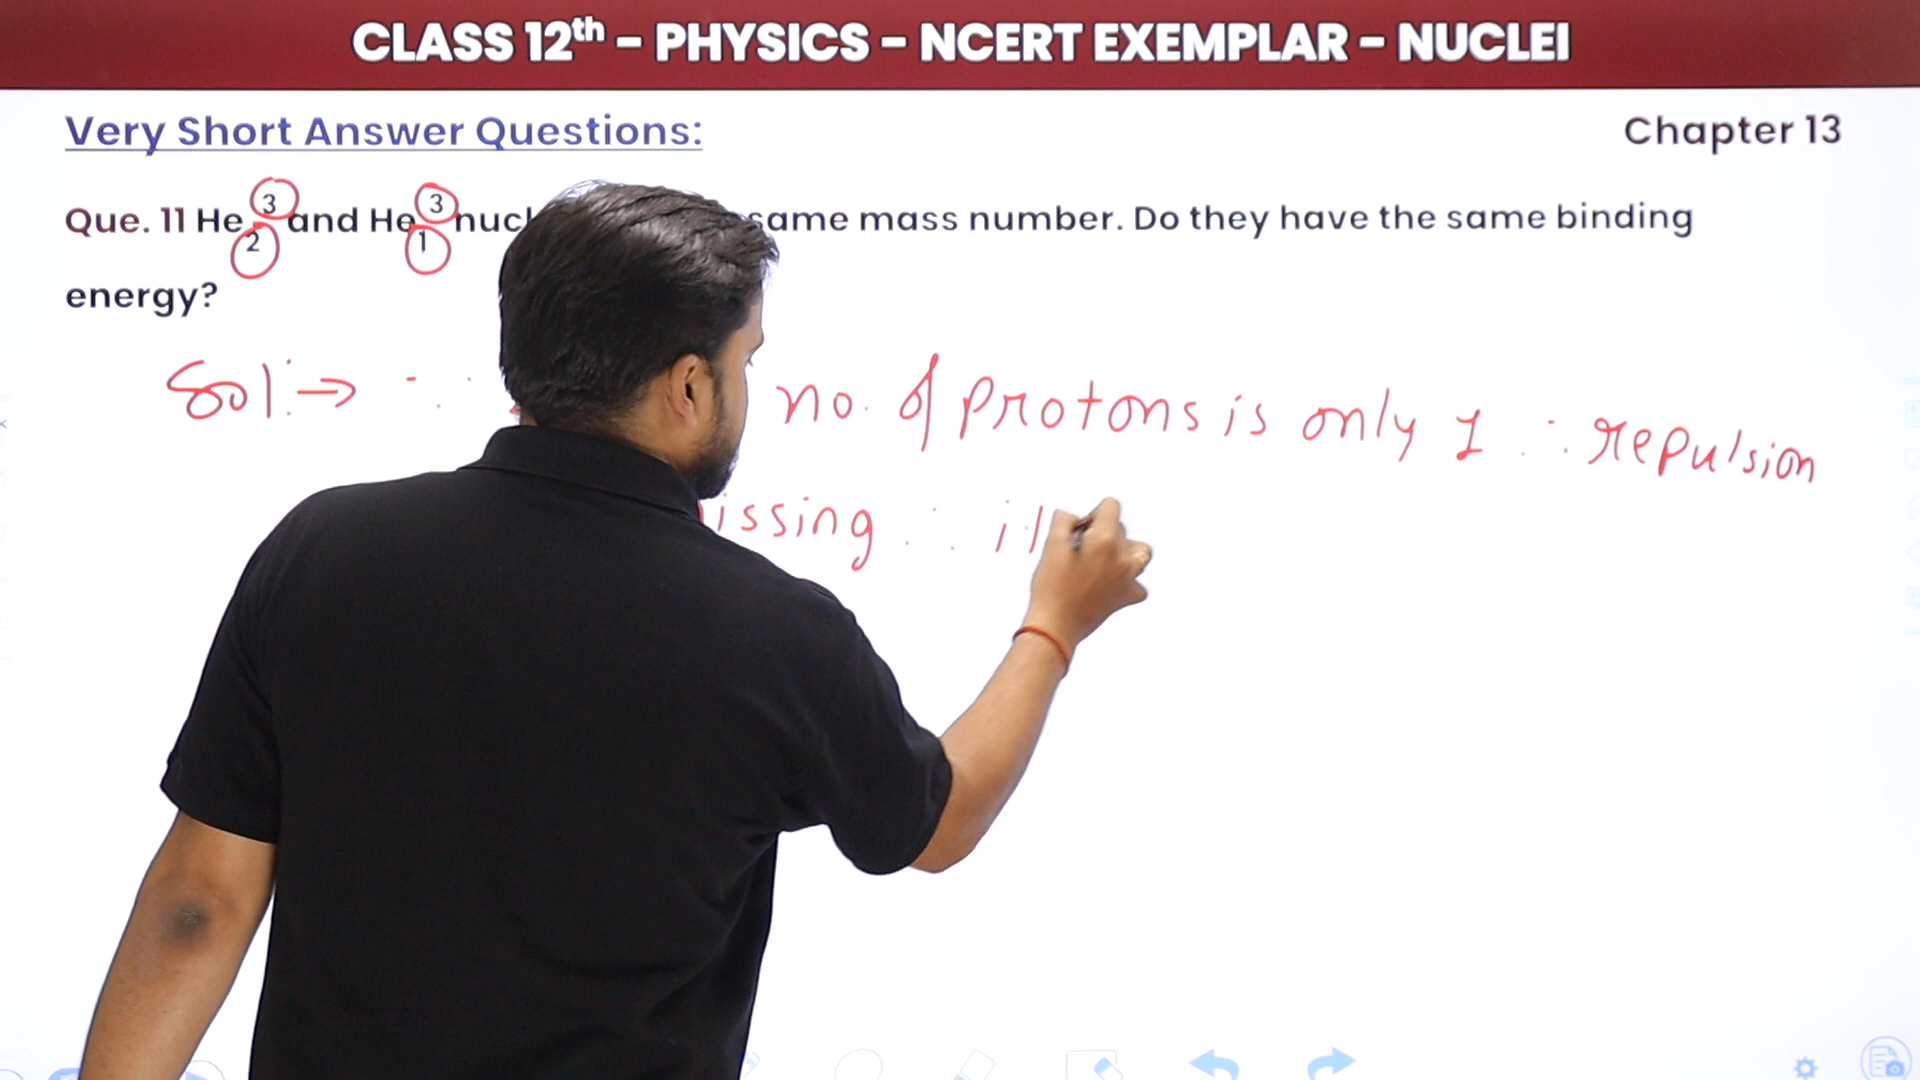 CLASS 12th - PHYSICS - NCERT EXEMPLAR - NUCLEI
Very Short Answer Questions:
Chapter 13
Que. 11 He 3 2 and He 3 1 same mass number. Do they have the same binding
energy?
Sol:→ ∵ no. of protons is only 1 ∴ repulsion
issing ∴